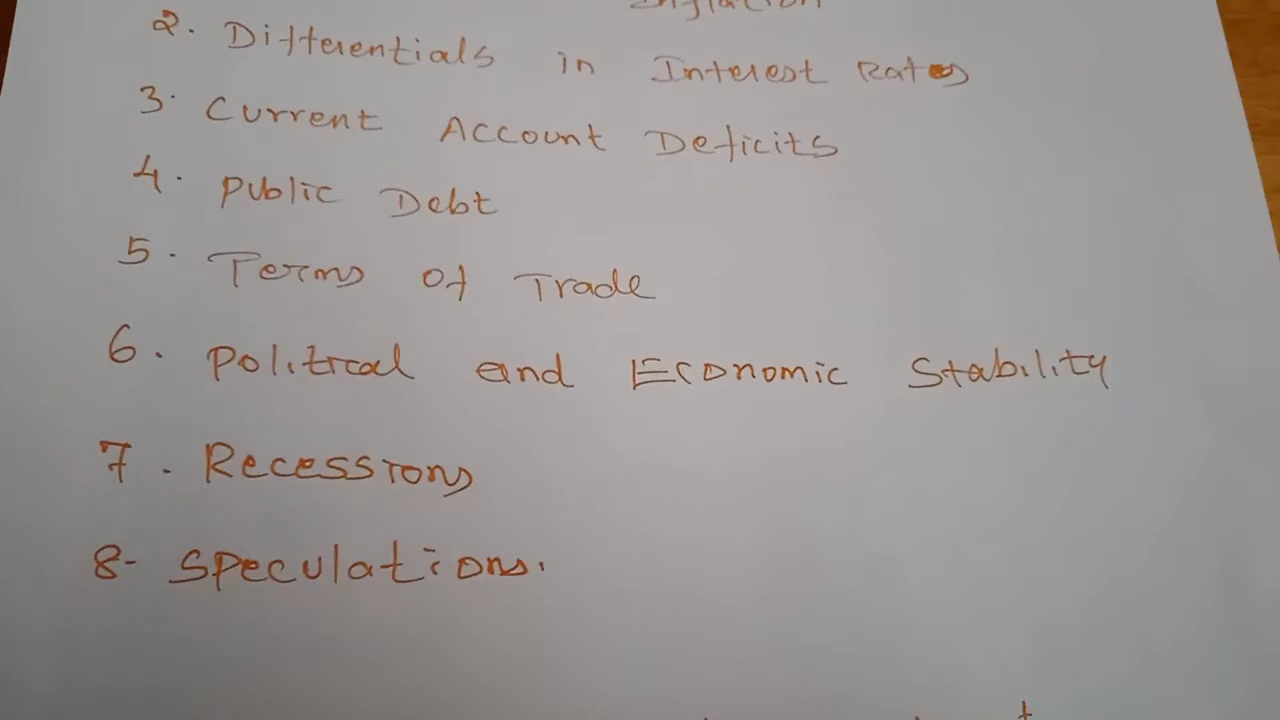 Inflation
2. Differentials in Interest Rates
3. Current Account Deficits
4. Public Debt
5. Terms of Trade
6. Political and Economic Stability
7. Recessions
8- Speculations.